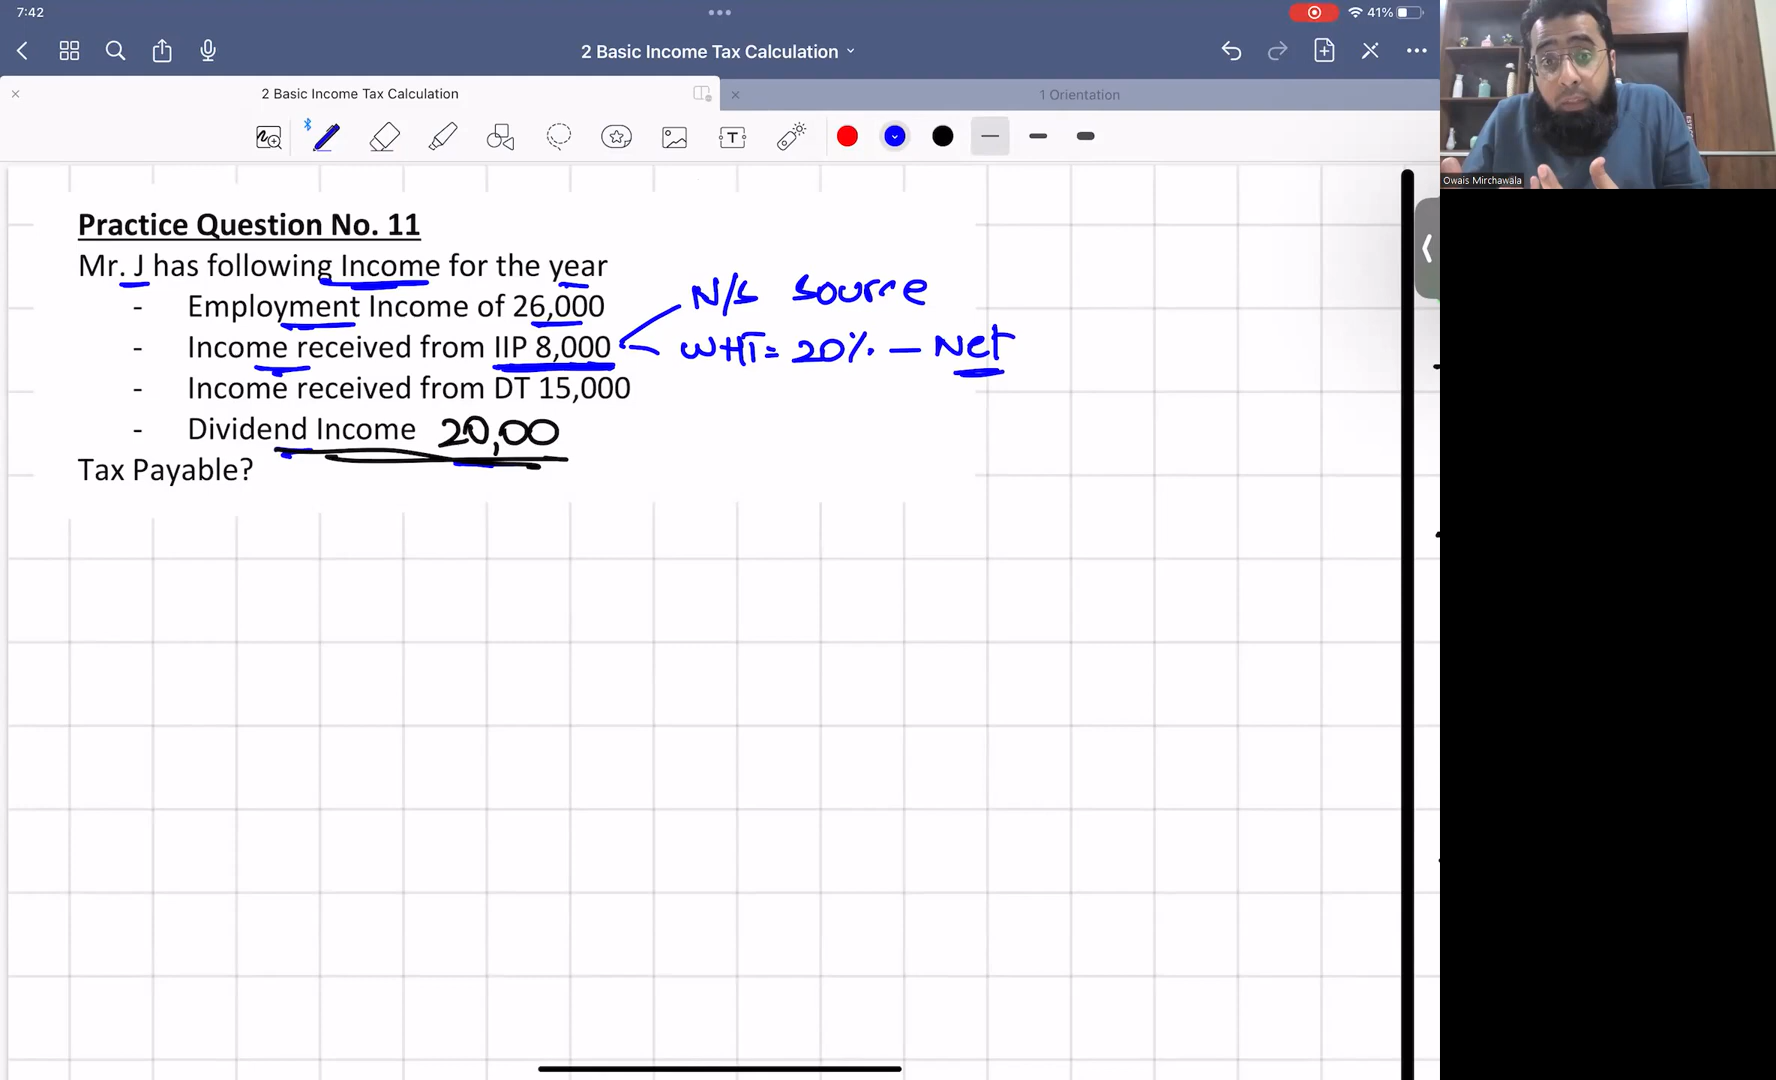 7:42
41%
2 Basic Income Tax Calculation
2 Basic Income Tax Calculation
1 Orientation
Owais Mirchawala
Practice Question No. 11
Mr. J has following Income for the year
- Employment Income of 26,000
N/S Source
- Income received from IIP 8,000
WHT = 20% – Net
- Income received from DT 15,000
- Dividend Income 20,00
Tax Payable?